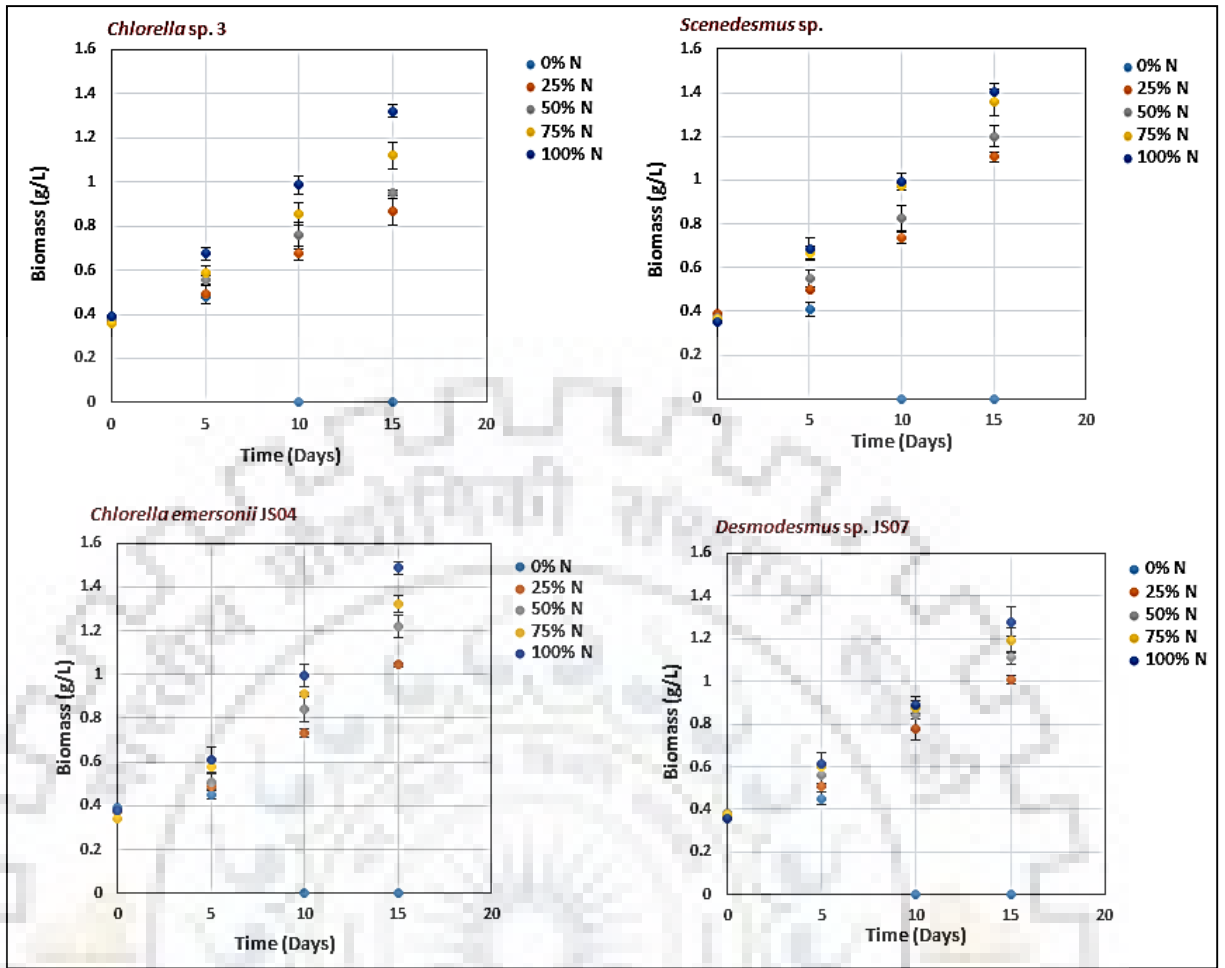 Chlorella sp. 3
1.6
1.4
1.2
1
0.8
0.6
0.4
0.2
0
0 5 10 15 20
Biomass (g/L)
Time (Days)
0% N
25% N
50% N
75% N
100% N
Scenedesmus sp.
1.6
1.4
1.2
1
0.8
0.6
0.4
0.2
0
0 5 10 15 20
Biomass (g/L)
Time (Days)
0% N
25% N
50% N
75% N
100% N
Chlorella emersonii JS04
1.6
1.4
1.2
1
0.8
0.6
0.4
0.2
0
0 5 10 15 20
Biomass (g/L)
Time (Days)
0% N
25% N
50% N
75% N
100% N
Desmodesmus sp. JS07
1.6
1.4
1.2
1
0.8
0.6
0.4
0.2
0
0 5 10 15 20
Biomass (g/L)
Time (Days)
0% N
25% N
50% N
75% N
100% N